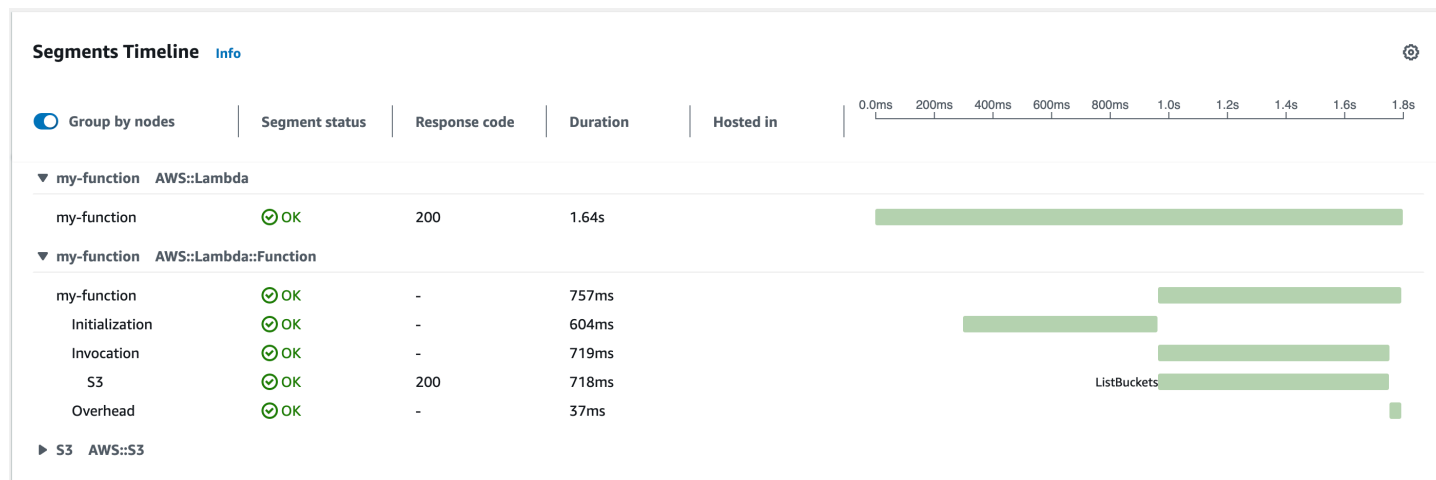 Segments Timeline Info
0.0ms 200ms 400ms 600ms 800ms 1.0s 1.2s 1.4s 1.6s 1.8s
Group by nodes Segment status Response code Duration Hosted in
my-function AWS::Lambda
my-function OK 200 1.64s
my-function AWS::Lambda::Function
my-function OK - 757ms
Initialization OK - 604ms
Invocation OK - 719ms
S3 OK 200 718ms ListBuckets
Overhead OK - 37ms
S3 AWS::S3